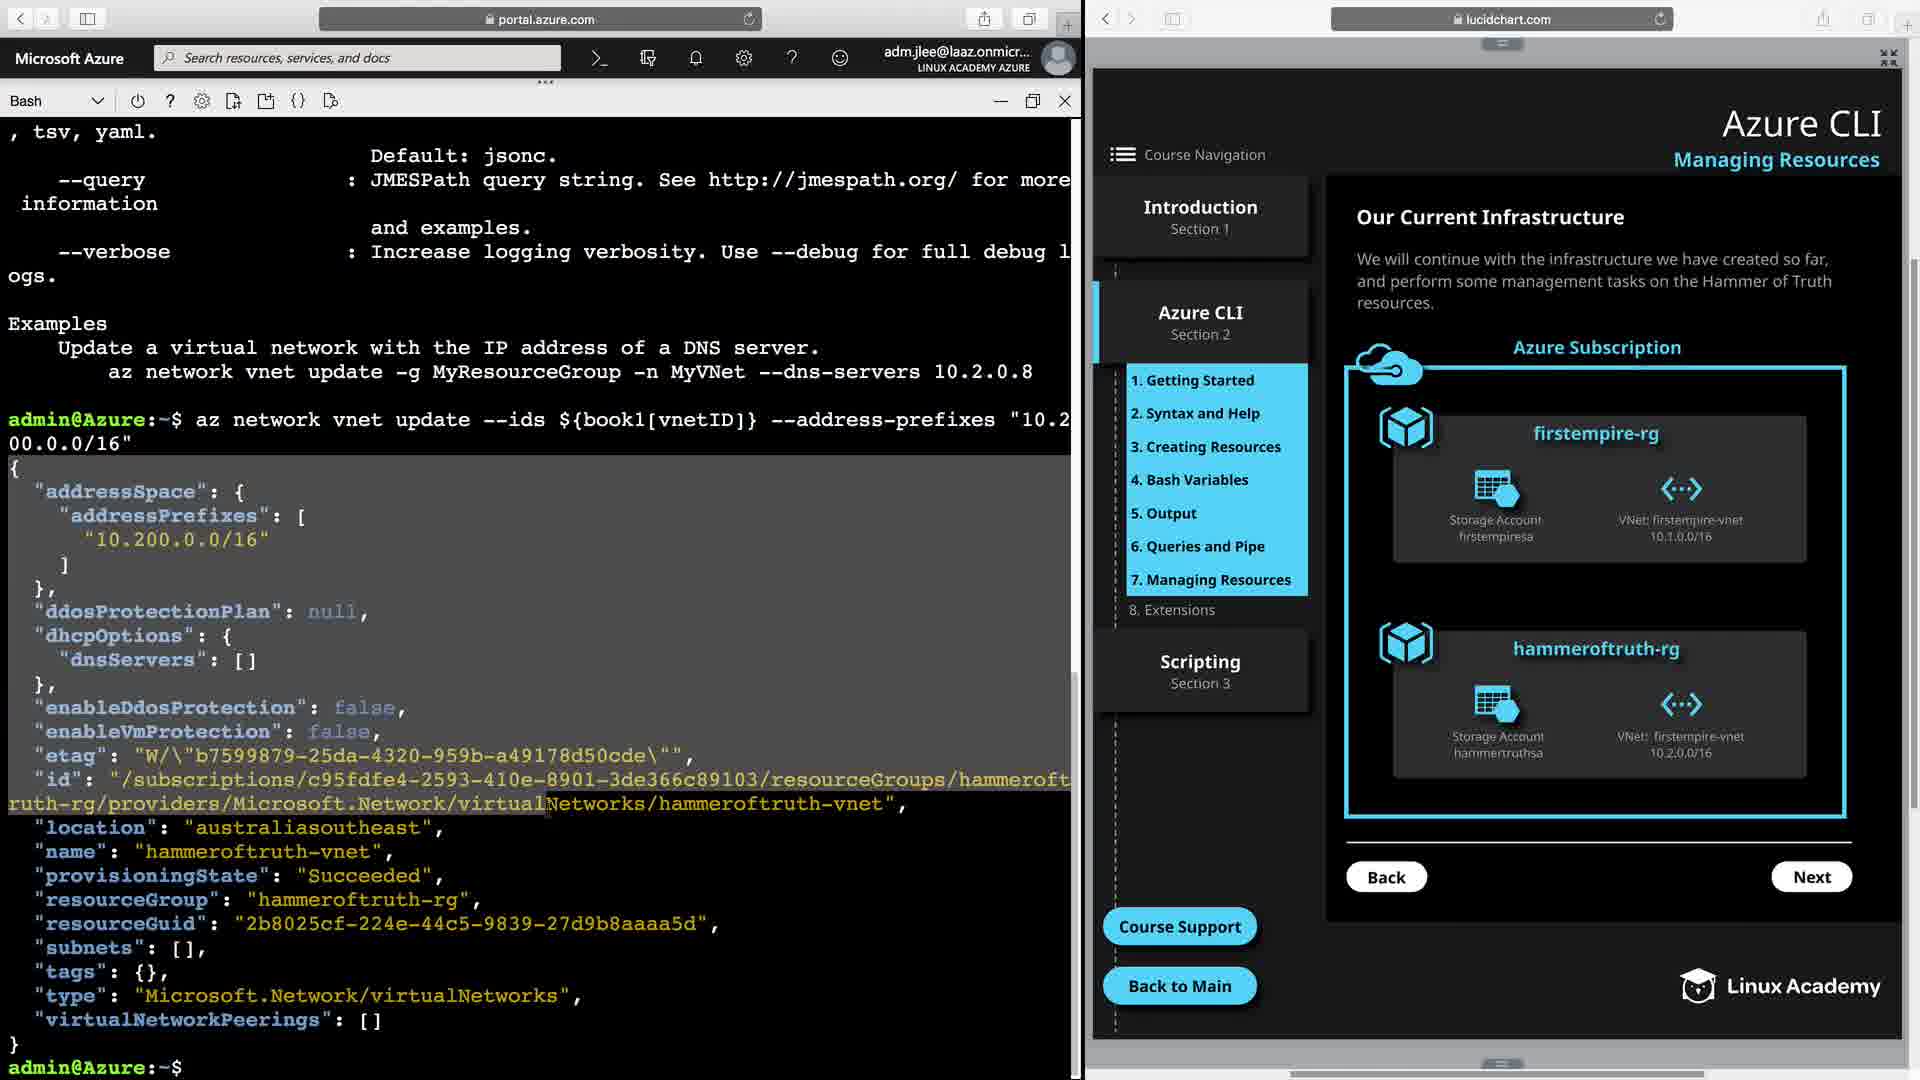 portal.azure.com
Microsoft Azure
Search resources, services, and docs
adm.jlee@laaz.onmicr...
LINUX ACADEMY AZURE
Bash
, tsv, yaml.
Default: jsonc.
--query : JMESPath query string. See http://jmespath.org/ for more
information
and examples.
--verbose : Increase logging verbosity. Use --debug for full debug l
ogs.
Examples
Update a virtual network with the IP address of a DNS server.
az network vnet update -g MyResourceGroup -n MyVNet --dns-servers 10.2.0.8
admin@Azure:~$ az network vnet update --ids ${book1[vnetID]} --address-prefixes "10.2
00.0.0/16"
{
"addressSpace": {
"addressPrefixes": [
"10.200.0.0/16"
]
},
"ddosProtectionPlan": null,
"dhcpOptions": {
"dnsServers": []
},
"enableDdosProtection": false,
"enableVmProtection": false,
"etag": "W/\"b7599879-25da-4320-959b-a49178d50cde\"",
"id": "/subscriptions/c95fdfe4-2593-410e-8901-3de366c89103/resourceGroups/hammeroft
ruth-rg/providers/Microsoft.Network/virtualNetworks/hammeroftruth-vnet",
"location": "australiasoutheast",
"name": "hammeroftruth-vnet",
"provisioningState": "Succeeded",
"resourceGroup": "hammeroftruth-rg",
"resourceGuid": "2b8025cf-224e-44c5-9839-27d9b8aaaa5d",
"subnets": [],
"tags": {},
"type": "Microsoft.Network/virtualNetworks",
"virtualNetworkPeerings": []
}
admin@Azure:~$
lucidchart.com
Azure CLI
Managing Resources
Course Navigation
Introduction
Section 1
Azure CLI
Section 2
1. Getting Started
2. Syntax and Help
3. Creating Resources
4. Bash Variables
5. Output
6. Queries and Pipe
7. Managing Resources
8. Extensions
Scripting
Section 3
Course Support
Back to Main
Our Current Infrastructure
We will continue with the infrastructure we have created so far,
and perform some management tasks on the Hammer of Truth
resources.
Azure Subscription
firstempire-rg
Storage Account
firstempiresa
VNet: firstempire-vnet
10.1.0.0/16
hammeroftruth-rg
Storage Account
hammertruthsa
VNet: firstempire-vnet
10.2.0.0/16
Back
Next
Linux Academy